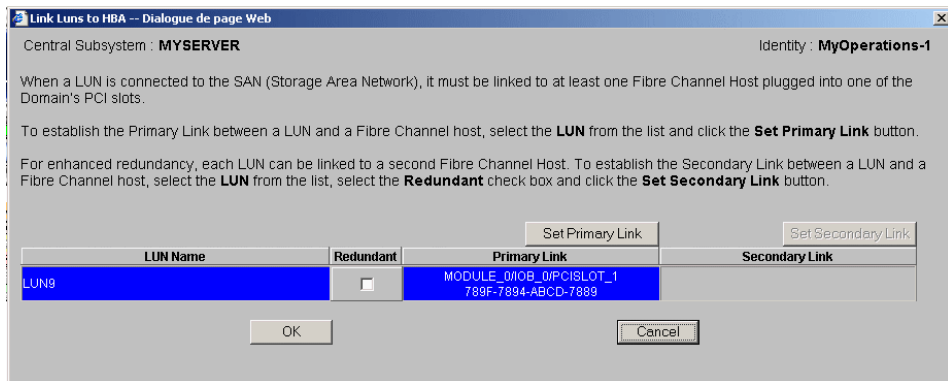 Link Luns to HBA -- Dialogue de page Web
Central Subsystem : MYSERVER
Identity : MyOperations-1
When a LUN is connected to the SAN (Storage Area Network), it must be linked to at least one Fibre Channel Host plugged into one of the
Domain's PCI slots.
To establish the Primary Link between a LUN and a Fibre Channel host, select the LUN from the list and click the Set Primary Link button.
For enhanced redundancy, each LUN can be linked to a second Fibre Channel Host. To establish the Secondary Link between a LUN and a
Fibre Channel host, select the LUN from the list, select the Redundant check box and click the Set Secondary Link button.
Set Primary Link
Set Secondary Link
LUN Name
Redundant
Primary Link
Secondary Link
LUN9
MODULE_0/IOB_0/PCISLOT_1
789F-7894-ABCD-7889
OK
Cancel